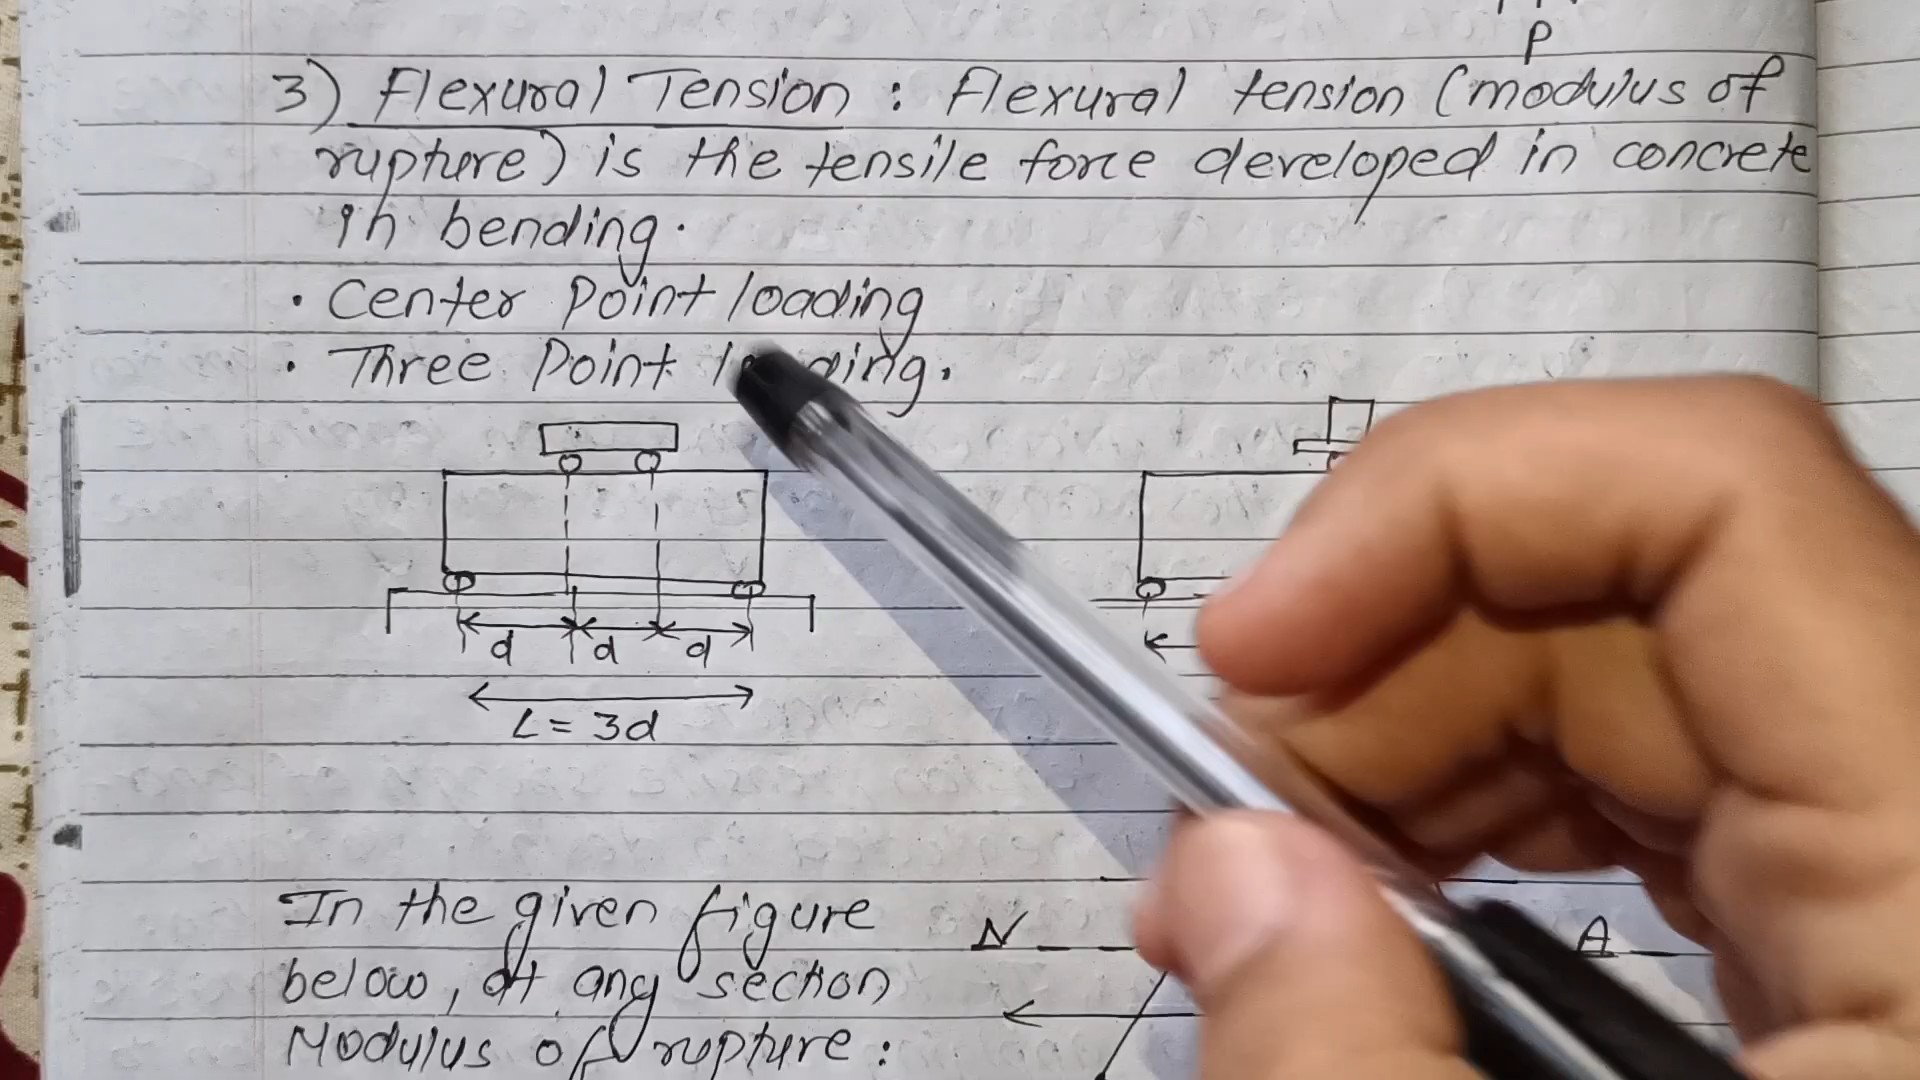 P
3) Flexural Tension : Flexural tension (modulus of
rupture) is the tensile force developed in concrete
in bending.
• Center Point loading
• Three Point loading.
d d d
L = 3d
In the given figure
below, at any section
Modulus of rupture :
N A